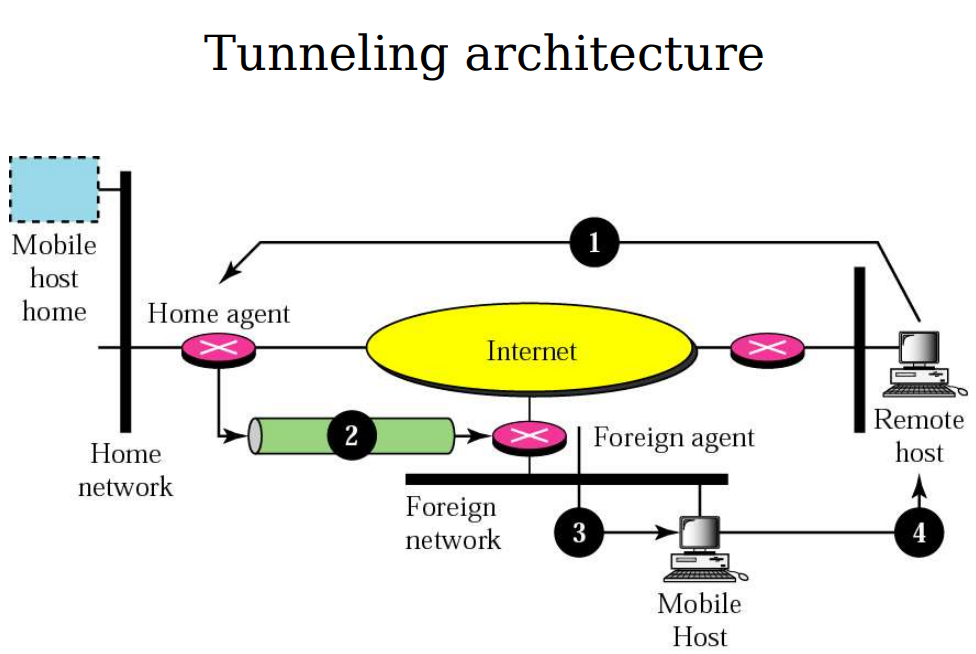 Tunneling architecture
1
Mobile
host
home
Home agent
Internet
2
Foreign agent
Remote
host
Home
network
Foreign
network
3
4
Mobile
Host